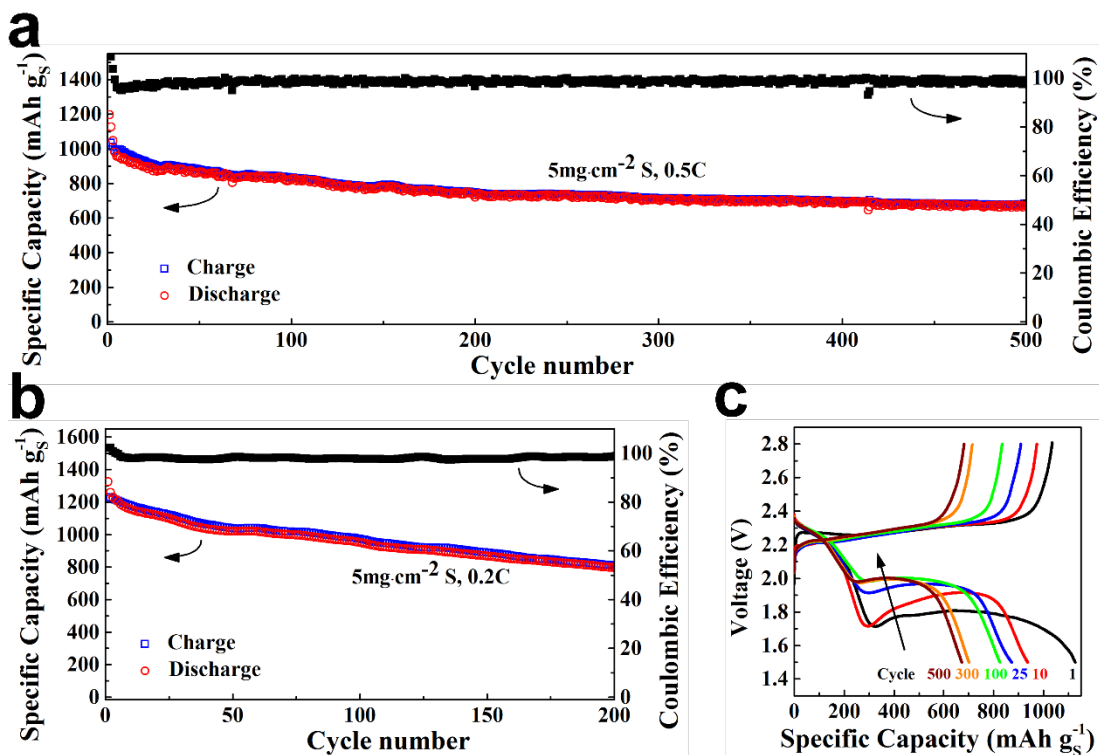 a
1400
1200
1000
800
600
400
200
0
Specific Capacity (mAh g_S^-1)
100
80
60
40
20
0
Coulombic Efficiency (%)
5mg·cm^-2 S, 0.5C
Charge
Discharge
0 100 200 300 400 500
Cycle number
b
1600
1400
1200
1000
800
600
400
200
0
Specific Capacity (mAh g_S^-1)
100
80
60
40
20
0
Coulombic Efficiency (%)
5mg·cm^-2 S, 0.2C
Charge
Discharge
0 50 100 150 200
Cycle number
c
2.8
2.6
2.4
2.2
2.0
1.8
1.6
1.4
Voltage (V)
Cycle 500 300 100 25 10 1
0 200 400 600 800 1000
Specific Capacity (mAh g_S^-1)